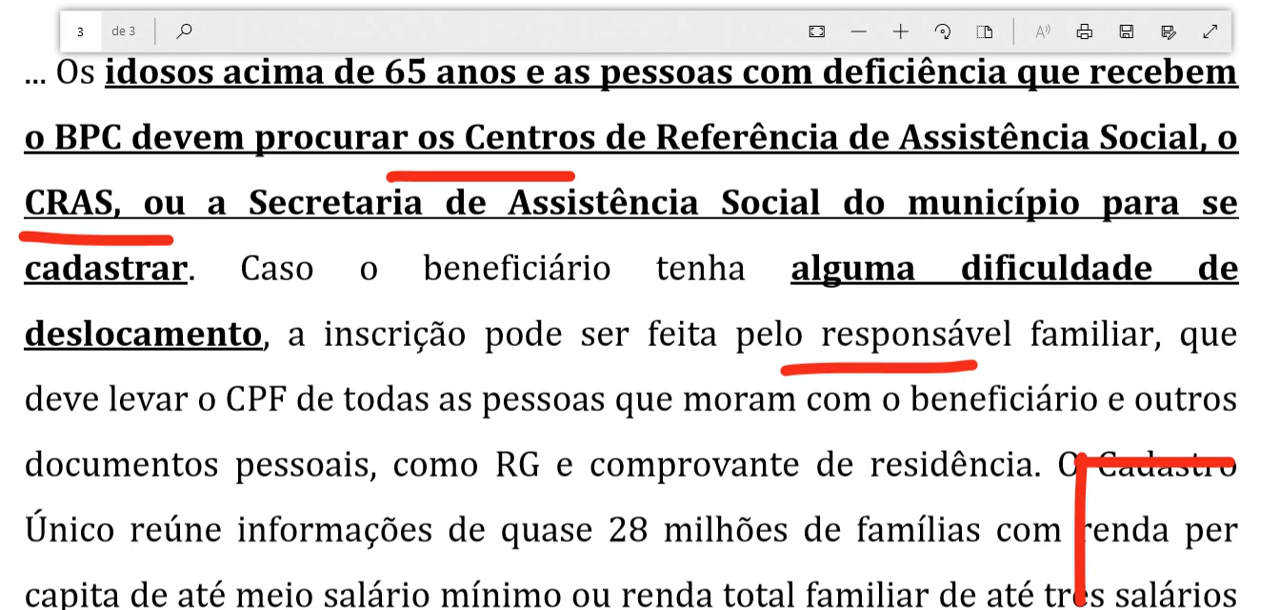 3 de 3
... Os idosos acima de 65 anos e as pessoas com deficiência que recebem
o BPC devem procurar os Centros de Referência de Assistência Social, o
CRAS, ou a Secretaria de Assistência Social do município para se
cadastrar. Caso o beneficiário tenha alguma dificuldade de
deslocamento, a inscrição pode ser feita pelo responsável familiar, que
deve levar o CPF de todas as pessoas que moram com o beneficiário e outros
documentos pessoais, como RG e comprovante de residência. O Cadastro
Único reúne informações de quase 28 milhões de famílias com renda per
capita de até meio salário mínimo ou renda total familiar de até três salários